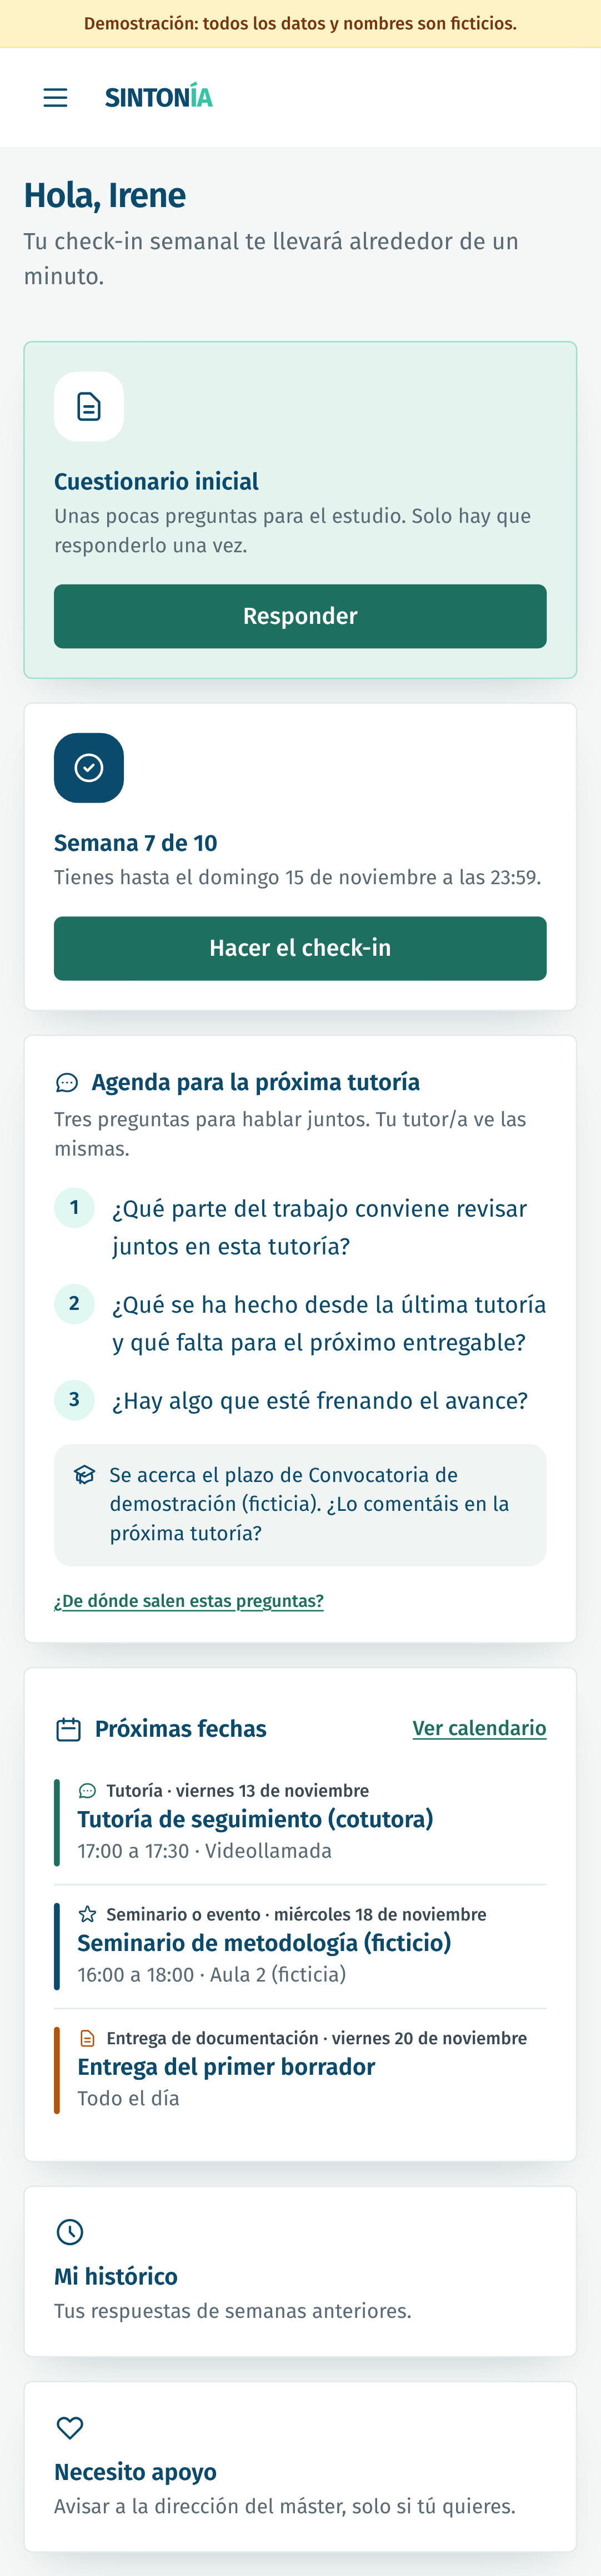 Demostración: todos los datos y nombres son ficticios.
SINTONÍA
Hola, Irene
Tu check-in semanal te llevará alrededor de un
minuto.
Cuestionario inicial
Unas pocas preguntas para el estudio. Solo hay que
responderlo una vez.
Responder
Semana 7 de 10
Tienes hasta el domingo 15 de noviembre a las 23:59.
Hacer el check-in
Agenda para la próxima tutoría
Tres preguntas para hablar juntos. Tu tutor/a ve las
mismas.
1 ¿Qué parte del trabajo conviene revisar
juntos en esta tutoría?
2 ¿Qué se ha hecho desde la última tutoría
y qué falta para el próximo entregable?
3 ¿Hay algo que esté frenando el avance?
Se acerca el plazo de Convocatoria de
demostración (ficticia). ¿Lo comentáis en la
próxima tutoría?
¿De dónde salen estas preguntas?
Próximas fechas Ver calendario
Tutoría · viernes 13 de noviembre
Tutoría de seguimiento (cotutora)
17:00 a 17:30 · Videollamada
Seminario o evento · miércoles 18 de noviembre
Seminario de metodología (ficticio)
16:00 a 18:00 · Aula 2 (ficticia)
Entrega de documentación · viernes 20 de noviembre
Entrega del primer borrador
Todo el día
Mi histórico
Tus respuestas de semanas anteriores.
Necesito apoyo
Avisar a la dirección del máster, solo si tú quieres.